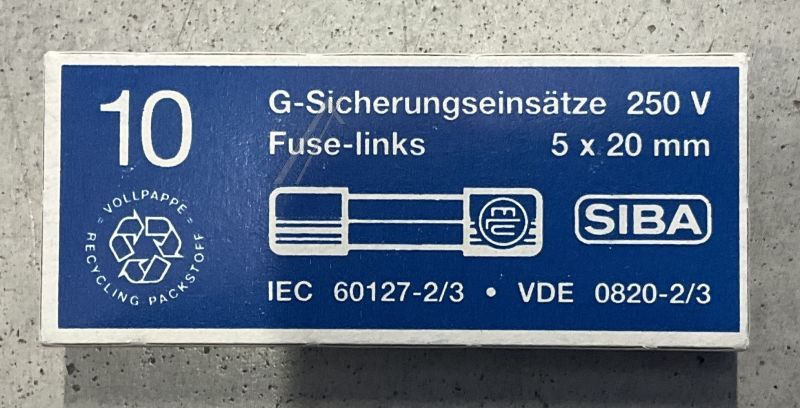 10
G-Sicherungseinsätze 250 V
Fuse-links 5 x 20 mm
= VOLLPAPPE =
RECYCLING PACKSTOFF
SIBA
IEC 60127-2/3 • VDE 0820-2/3